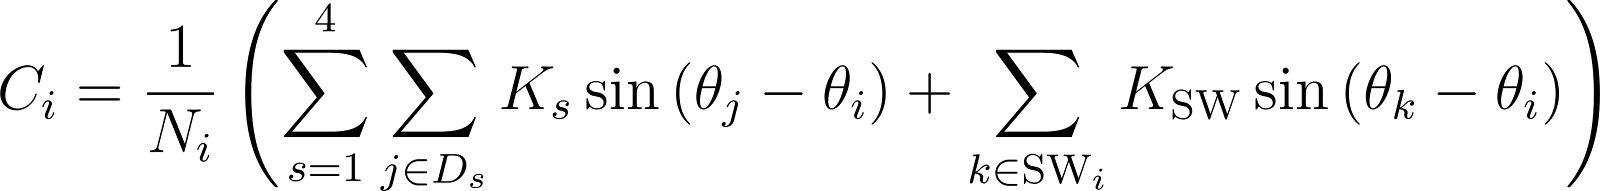 C_i = \frac{1}{N_i} \left( \sum_{s=1}^{4} \sum_{j \in D_s} K_s \sin(\theta_j - \theta_i) + \sum_{k \in \mathrm{SW}_i} K_{\mathrm{SW}} \sin(\theta_k - \theta_i) \right)